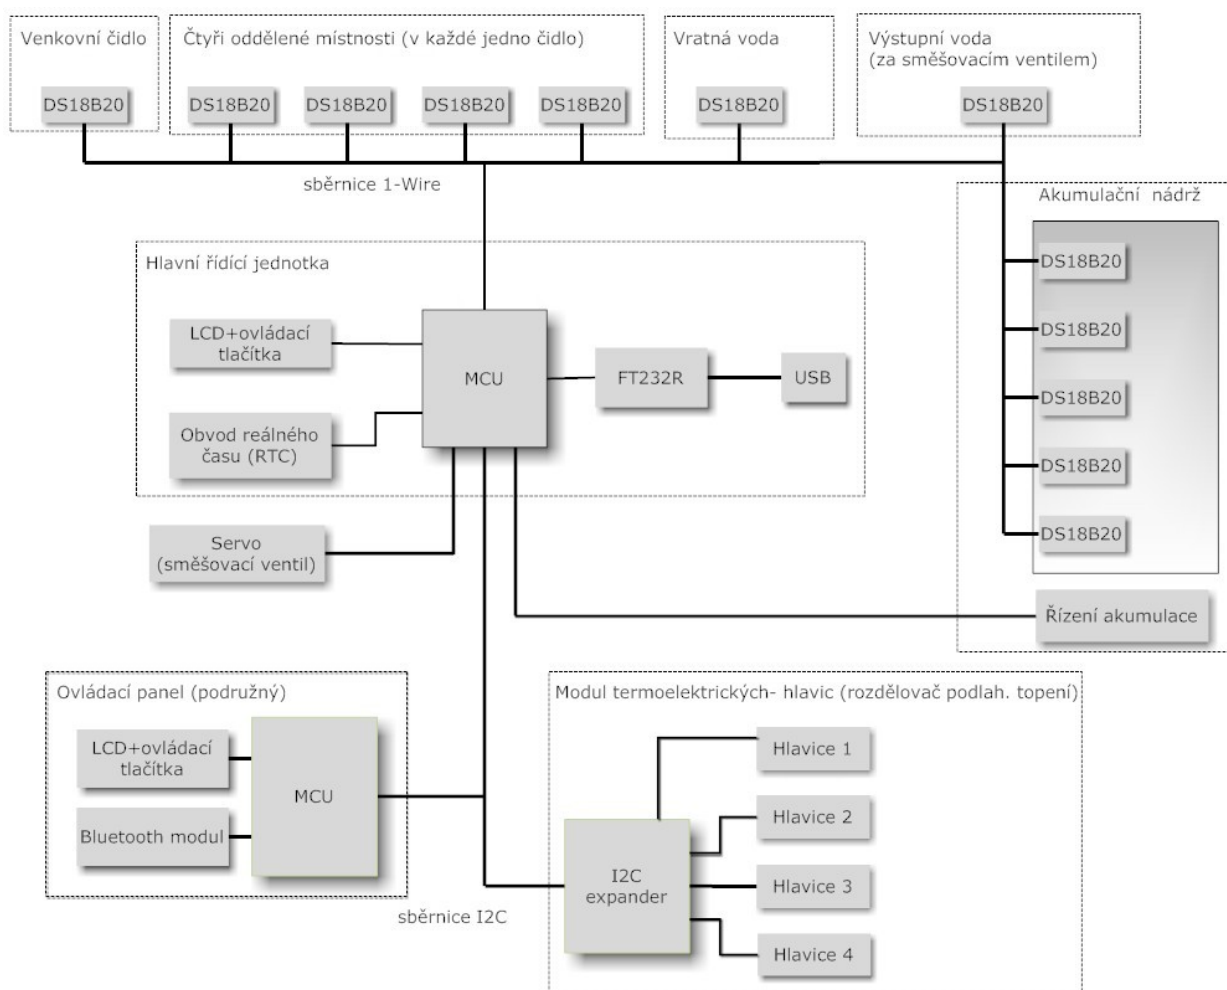 Venkovní čidlo
DS18B20
Čtyři oddělené místnosti (v každé jedno čidlo)
DS18B20
DS18B20
DS18B20
DS18B20
Vratná voda
DS18B20
Výstupní voda
(za směšovacím ventilem)
DS18B20
sběrnice 1-Wire
Akumulační nádrž
DS18B20
DS18B20
DS18B20
DS18B20
DS18B20
Řízení akumulace
Hlavní řídící jednotka
LCD+ovládací
tlačítka
Obvod reálného
času (RTC)
MCU
FT232R
USB
Servo
(směšovací ventil)
Ovládací panel (podružný)
LCD+ovládací
tlačítka
Bluetooth modul
MCU
sběrnice I2C
Modul termoelektrických- hlavic (rozdělovač podlah. topení)
I2C
expander
Hlavice 1
Hlavice 2
Hlavice 3
Hlavice 4